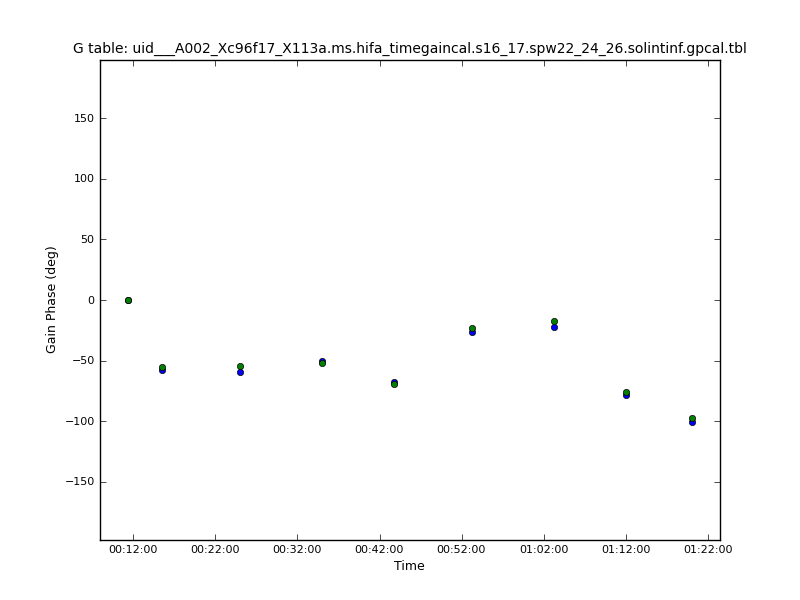 G table: uid___A002_Xc96f17_X113a.ms.hifa_timegaincal.s16_17.spw22_24_26.solintinf.gpcal.tbl
150
100
50
0
−50
−100
−150
Gain Phase (deg)
00:12:00 00:22:00 00:32:00 00:42:00 00:52:00 01:02:00 01:12:00 01:22:00
Time